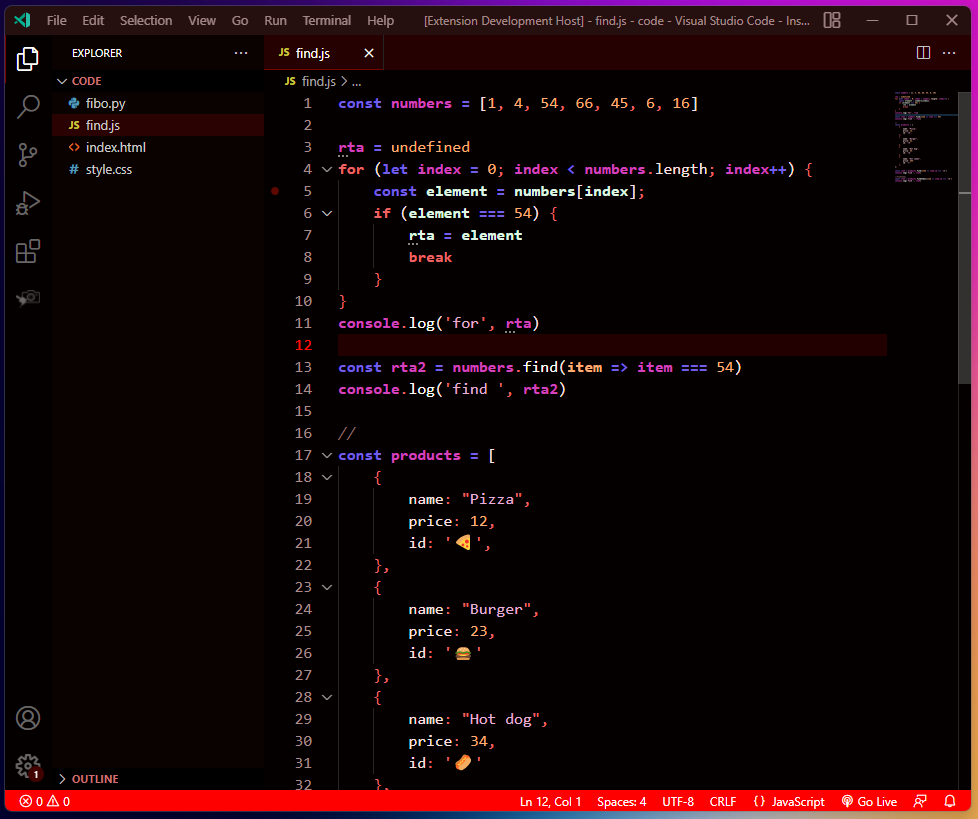 File Edit Selection View Go Run Terminal Help [Extension Development Host] - find.js - code - Visual Studio Code - Ins...
EXPLORER ...
CODE
fibo.py
JS find.js
<> index.html
# style.css
OUTLINE
JS find.js
JS find.js > ...
1 const numbers = [1, 4, 54, 66, 45, 6, 16]
2
3 rta = undefined
4 for (let index = 0; index < numbers.length; index++) {
5 const element = numbers[index];
6 if (element === 54) {
7 rta = element
8 break
9 }
10 }
11 console.log('for', rta)
12
13 const rta2 = numbers.find(item => item === 54)
14 console.log('find ', rta2)
15
16 //
17 const products = [
18 {
19 name: "Pizza",
20 price: 12,
21 id: '🍕',
22 },
23 {
24 name: "Burger",
25 price: 23,
26 id: '🍔'
27 },
28 {
29 name: "Hot dog",
30 price: 34,
31 id: '🌭'
32 },
1
0 0 Ln 12, Col 1 Spaces: 4 UTF-8 CRLF {} JavaScript Go Live